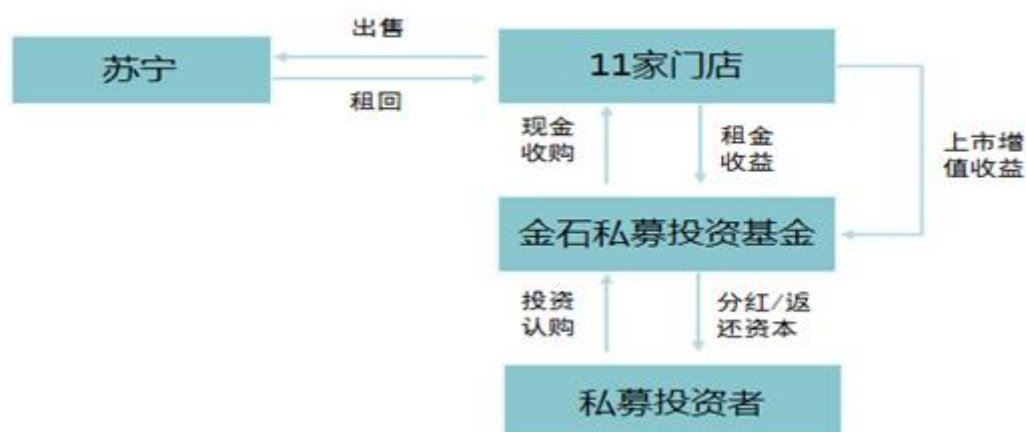 出售
苏宁
11家门店
租回
现金
收购
租金
收益
上市增
值收益
金石私募投资基金
投资
认购
分红/返
还资本
私募投资者